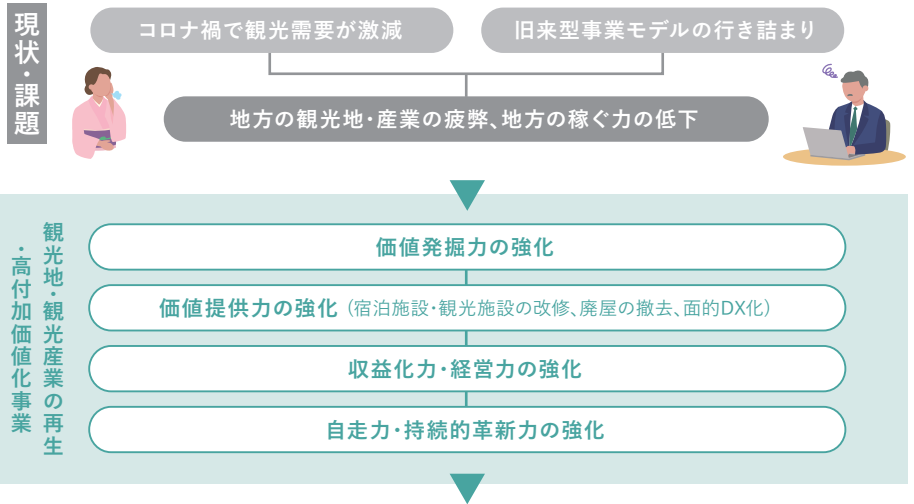 現状・課題
コロナ禍で観光需要が激減
旧来型事業モデルの行き詰まり
地方の観光地・産業の疲弊、地方の稼ぐ力の低下
観光地・観光産業の再生
・高付加価値化事業
価値発掘力の強化
価値提供力の強化（宿泊施設・観光施設の改修、廃屋の撤去、面的DX化）
収益化力・経営力の強化
自走力・持続的革新力の強化